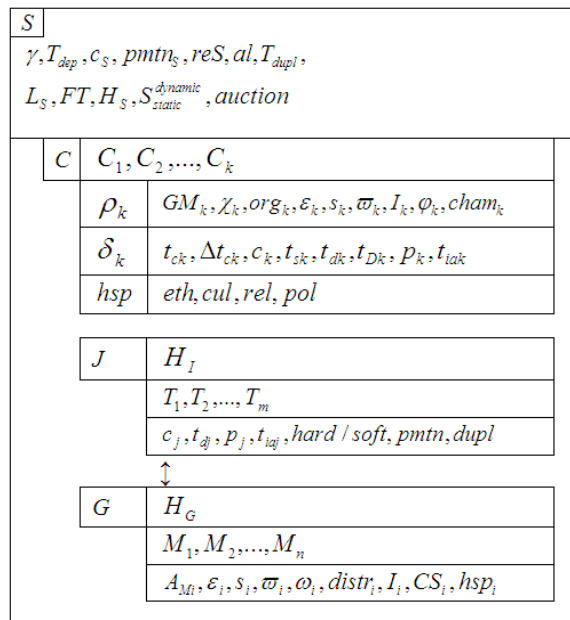 S
γ, T_dep, c_S, pmtn_S, reS, al, T_dupl,
L_S, FT, H_S, S_static^dynamic, auction
C C_1, C_2, ..., C_k
ρ_k GM_k, χ_k, org_k, ε_k, s_k, ϖ_k, I_k, φ_k, cham_k
δ_k t_ck, Δt_ck, c_k, t_sk, t_dk, t_Dk, p_k, t_iak
hsp eth, cul, rel, pol
J H_I
T_1, T_2, ..., T_m
c_j, t_dj, p_j, t_iaj, hard / soft, pmtn, dupl
↕
G H_G
M_1, M_2, ..., M_n
A_Mi, ε_i, s_i, ϖ_i, ω_i, distr_i, I_i, CS_i, hsp_i